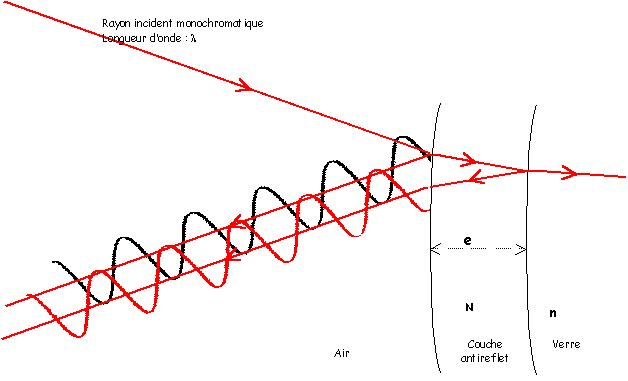 Rayon incident monochromatique
Longueur d'onde : λ
e
N
n
Couche
antireflet
Verre
Air